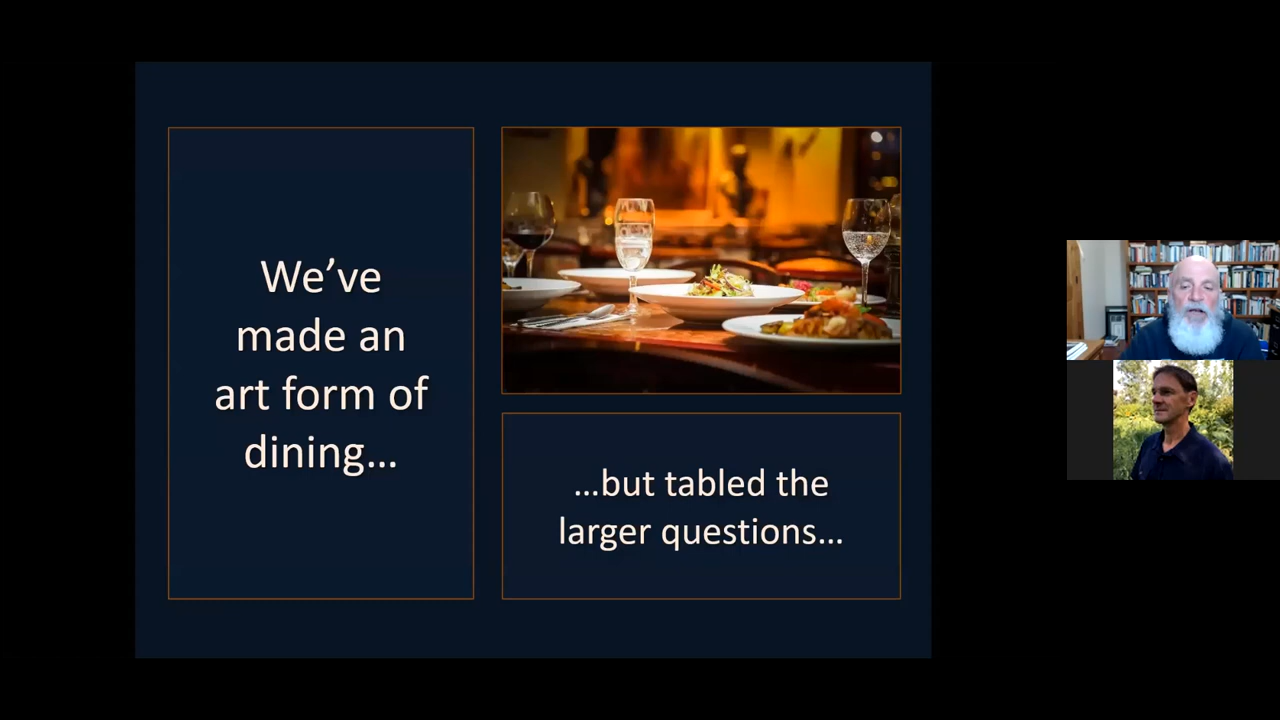 We’ve
made an
art form of
dining…
…but tabled the
larger questions…